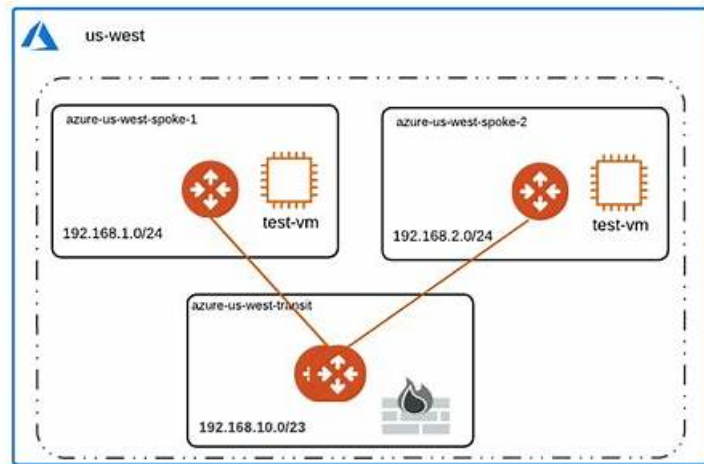 us-west
azure-us-west-spoke-1
192.168.1.0/24
test-vm
azure-us-west-spoke-2
192.168.2.0/24
test-vm
azure-us-west-transit
192.168.10.0/23